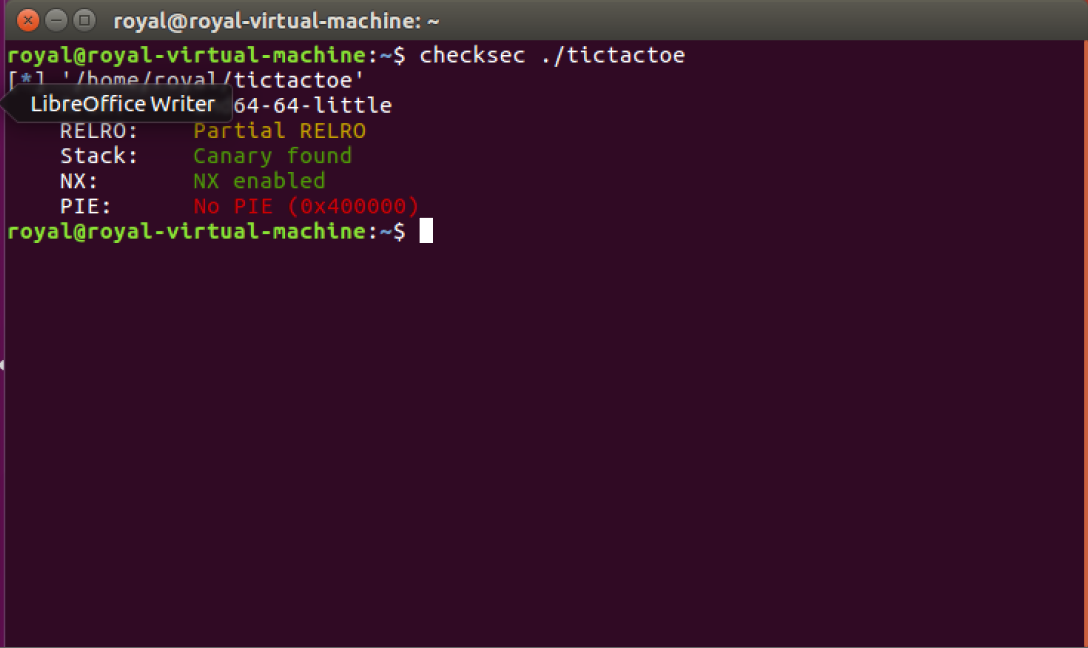 royal@royal-virtual-machine: ~
royal@royal-virtual-machine:~$ checksec ./tictactoe
[*] '/home/royal/tictactoe'
LibreOffice Writer
64-64-little
RELRO: Partial RELRO
Stack: Canary found
NX: NX enabled
PIE: No PIE (0x400000)
royal@royal-virtual-machine:~$